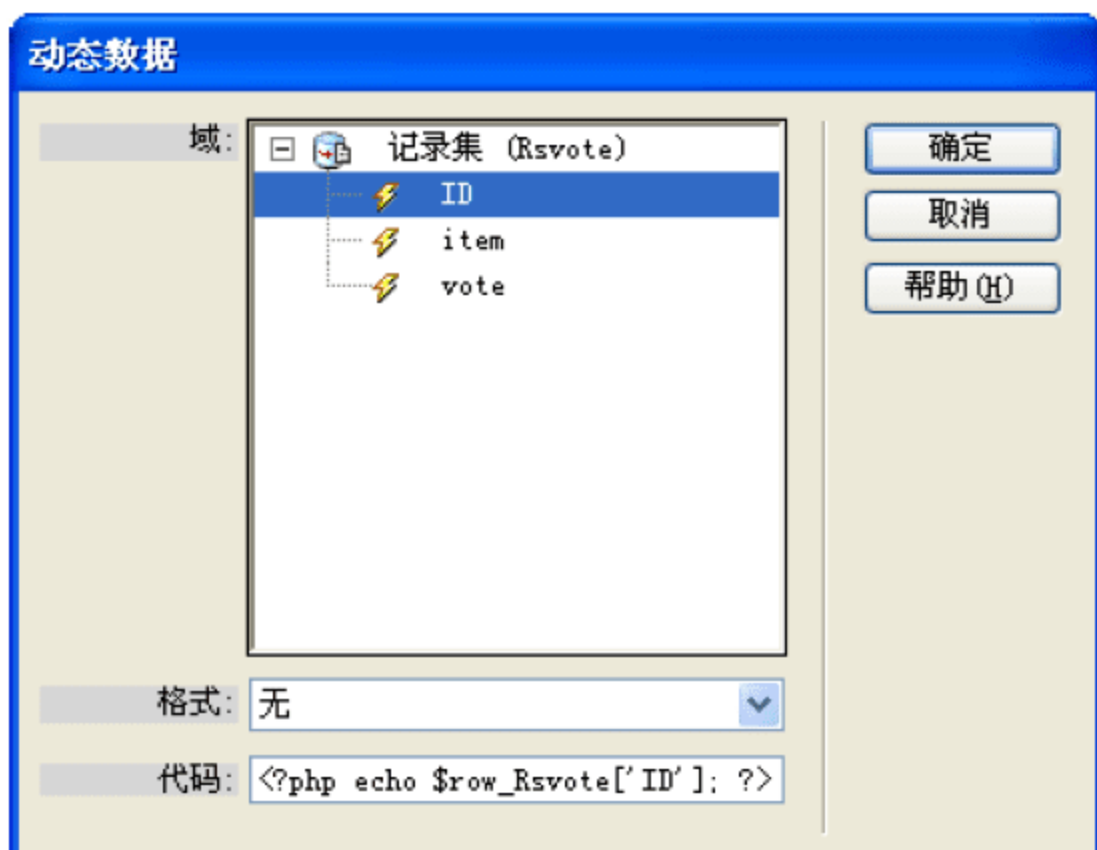 动态数据
域:
记录集 (Rsvote)
ID
item
vote
确定
取消
帮助(H)
格式: 无
代码: <?php echo $row_Rsvote['ID']; ?>